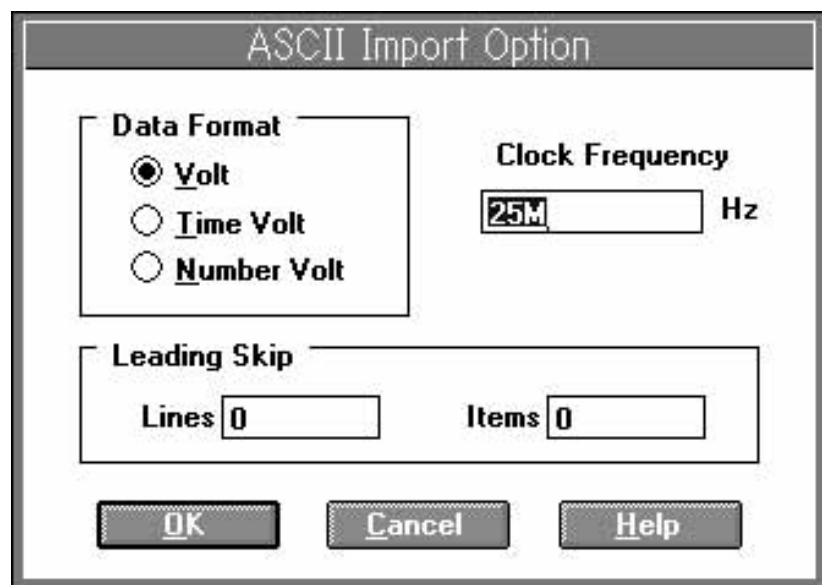 ASCII Import Option
Data Format
Volt
Time Volt
Number Volt
Clock Frequency
25M Hz
Leading Skip
Lines 0 Items 0
OK Cancel Help